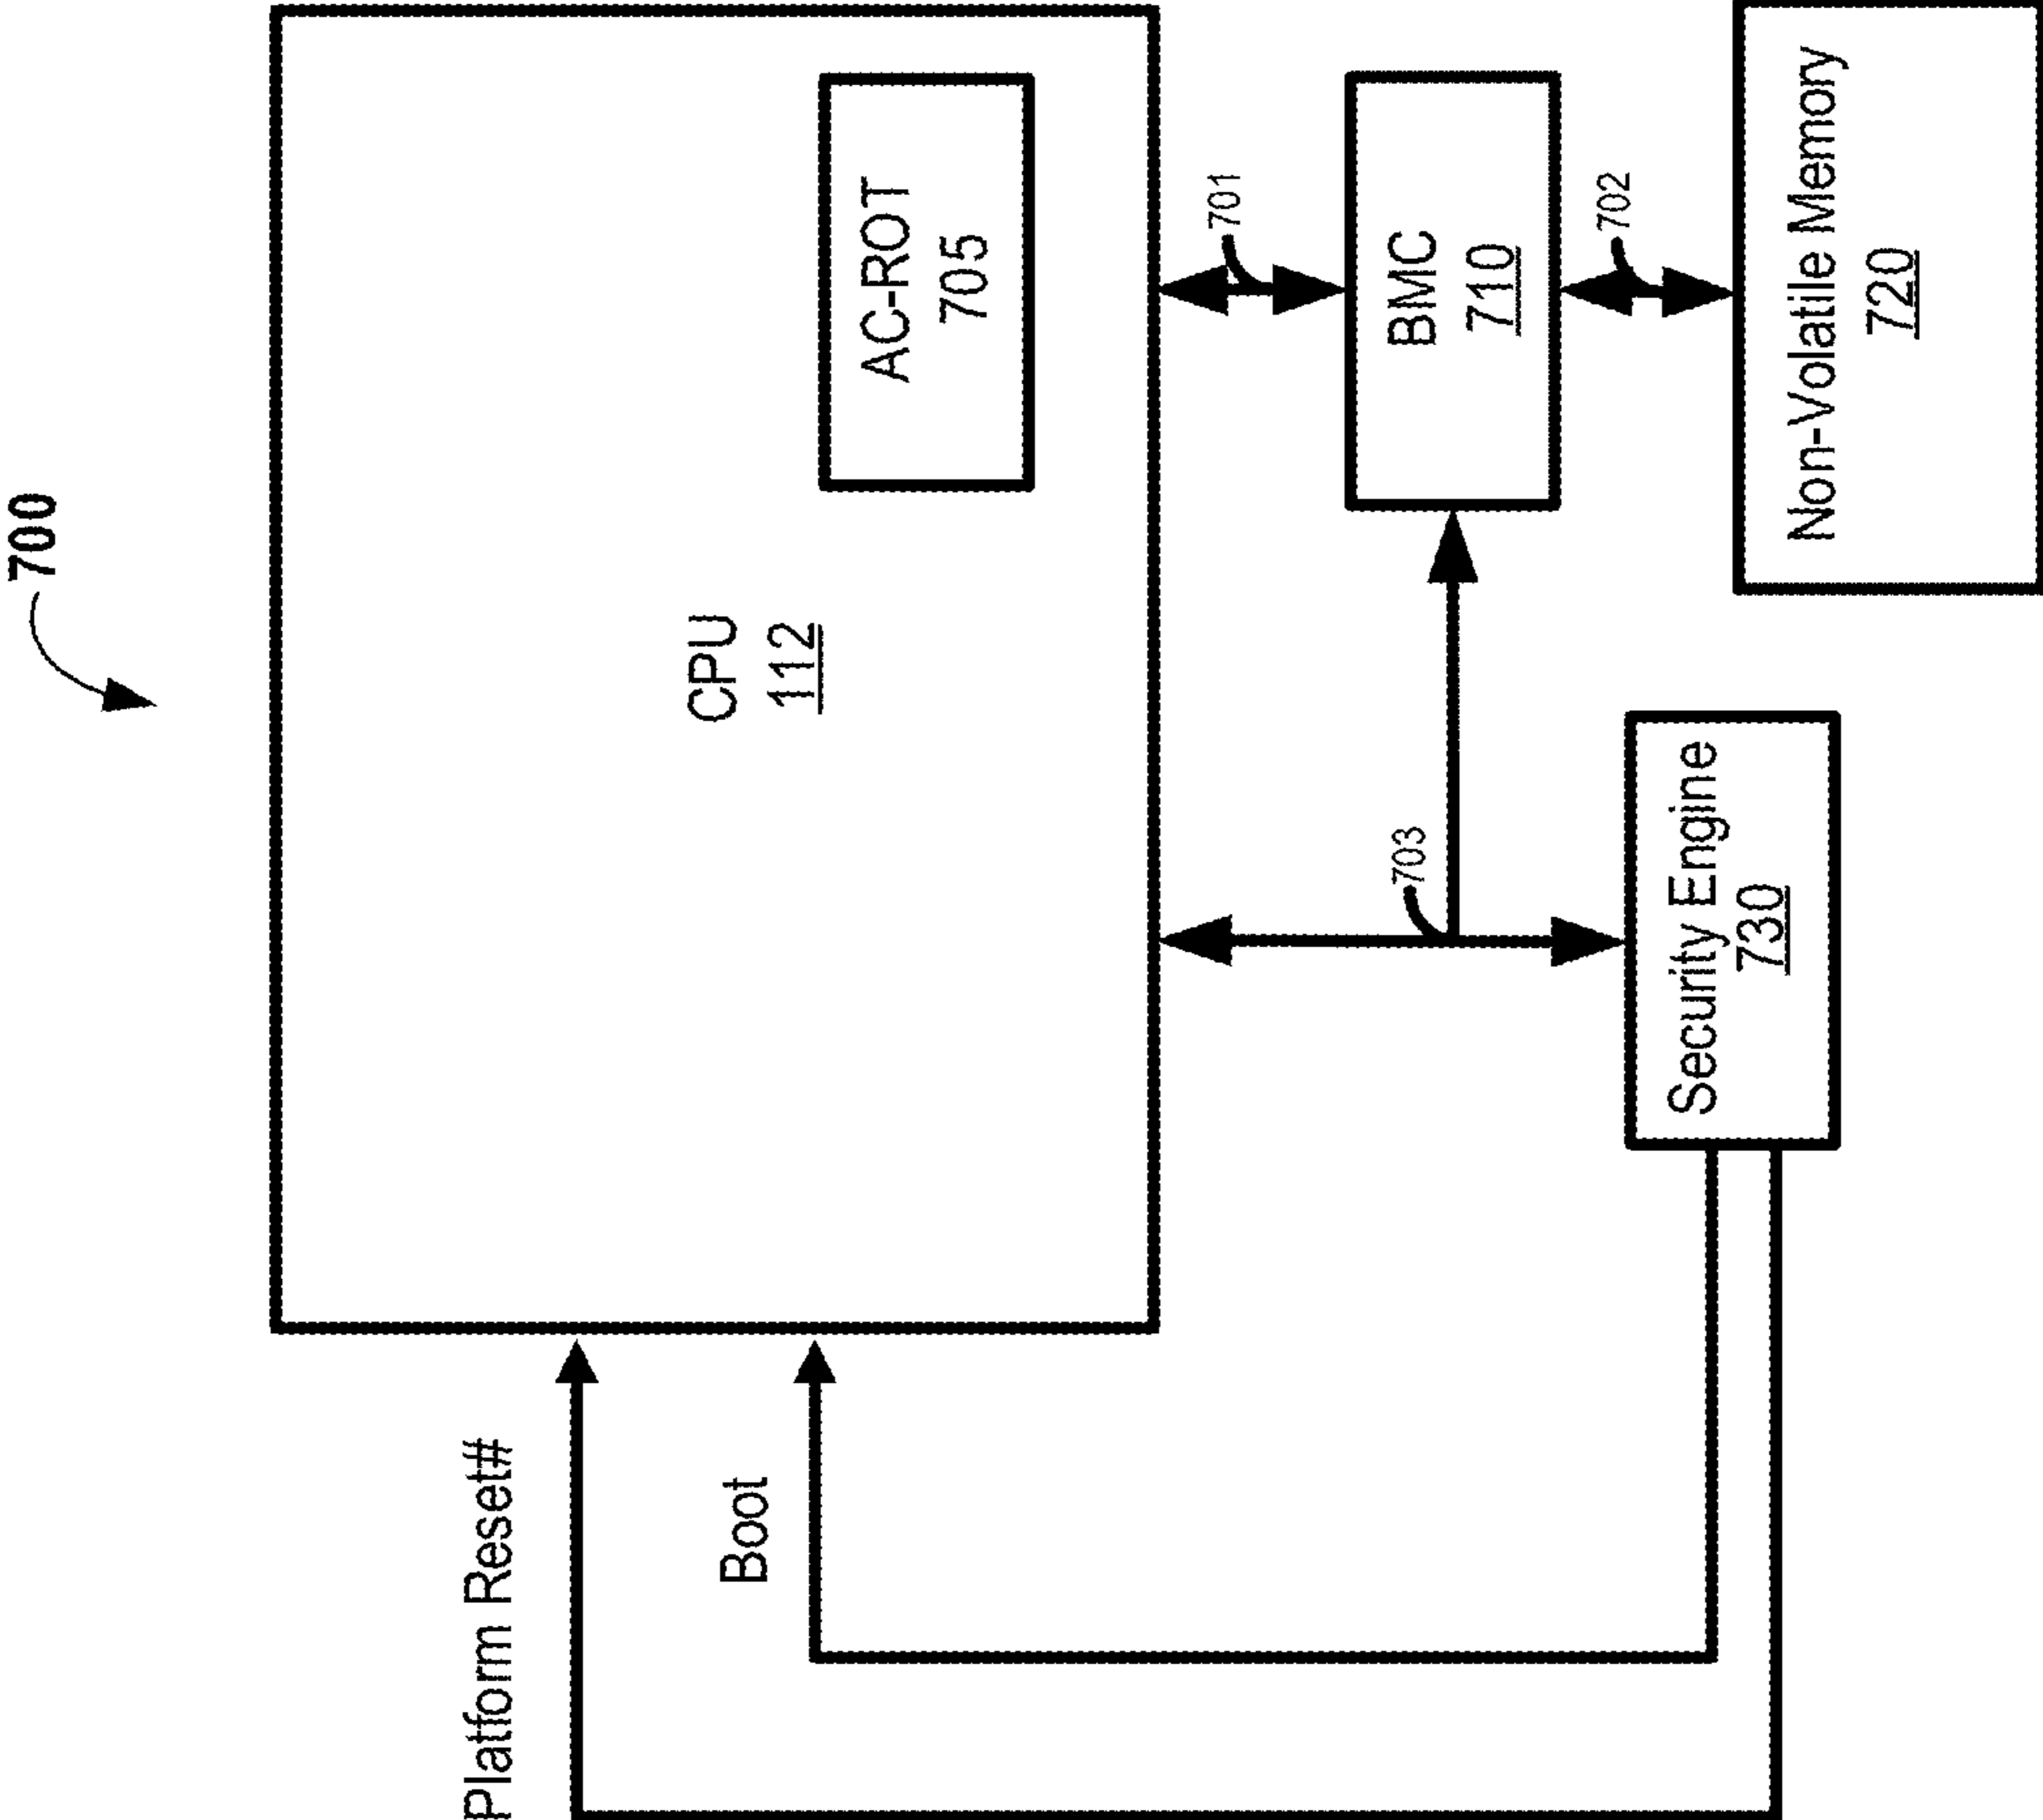 700
CPU
112
AC-ROT
705
Platform Reset#
Boot
701
703
BMC
710
702
Security Engine
730
Non-Volatile Memory
720